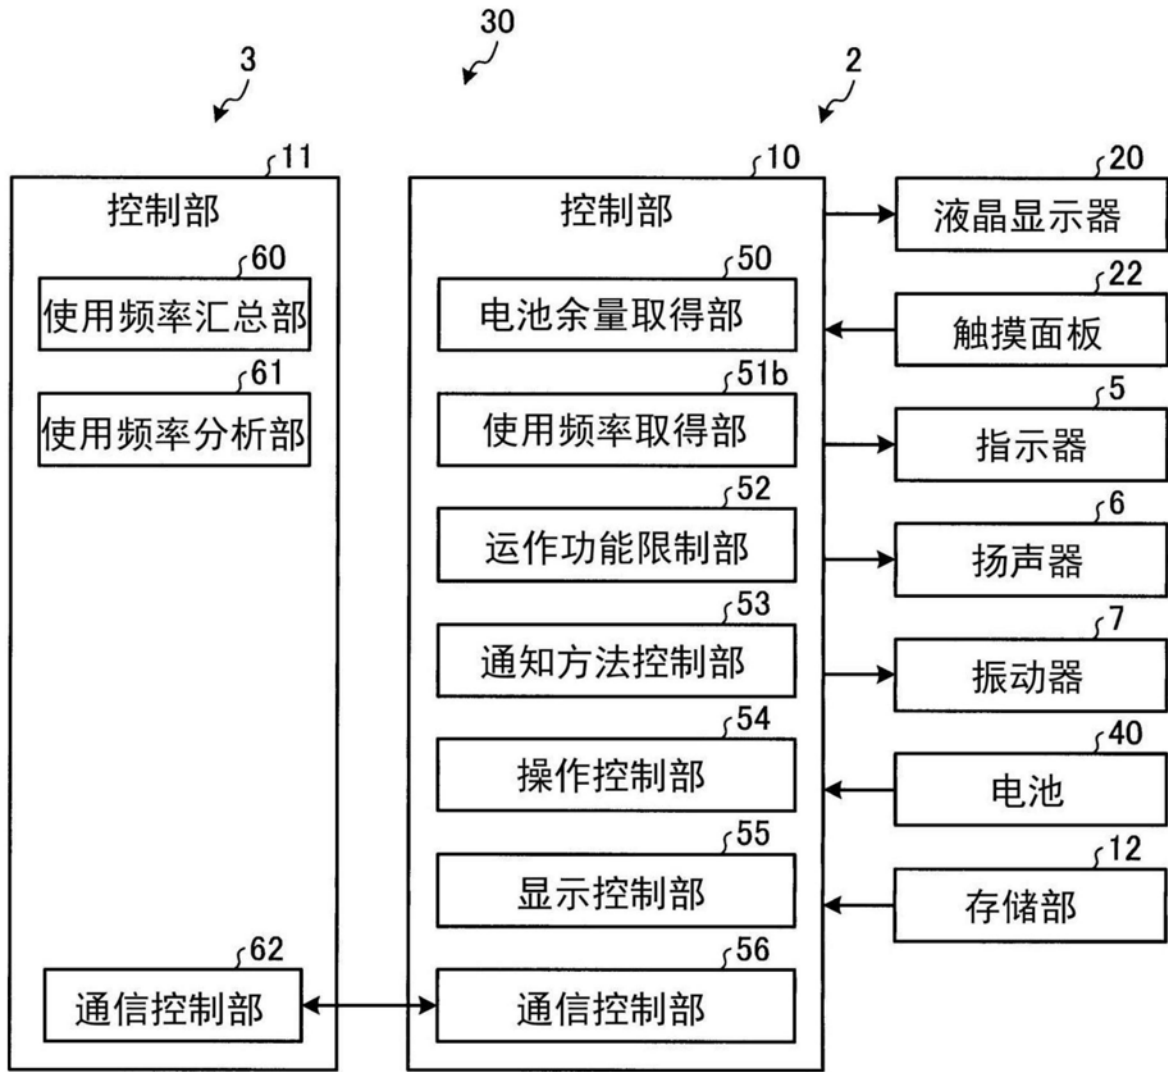 30
3
2
11
控制部
60
使用频率汇总部
61
使用频率分析部
62
通信控制部
10
控制部
50
电池余量取得部
51b
使用频率取得部
52
运作功能限制部
53
通知方法控制部
54
操作控制部
55
显示控制部
56
通信控制部
20
液晶显示器
22
触摸面板
5
指示器
6
扬声器
7
振动器
40
电池
12
存储部